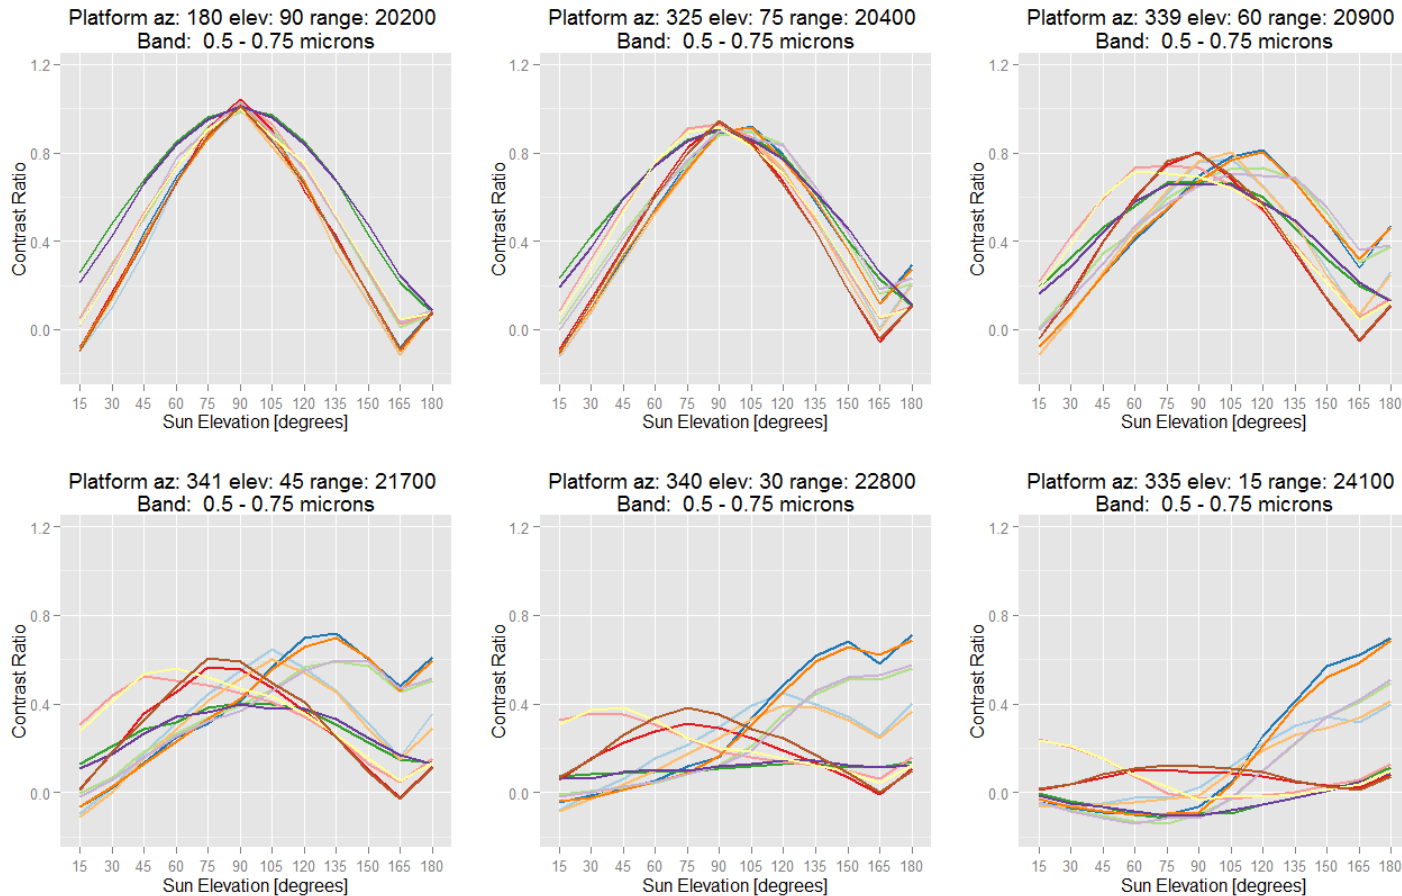 Platform az: 180 elev: 90 range: 20200
Band: 0.5 - 0.75 microns
1.2
0.8
0.4
0.0
Contrast Ratio
15 30 45 60 75 90 105 120 135 150 165 180
Sun Elevation [degrees]
Platform az: 325 elev: 75 range: 20400
Band: 0.5 - 0.75 microns
1.2
0.8
0.4
0.0
Contrast Ratio
15 30 45 60 75 90 105 120 135 150 165 180
Sun Elevation [degrees]
Platform az: 339 elev: 60 range: 20900
Band: 0.5 - 0.75 microns
1.2
0.8
0.4
0.0
Contrast Ratio
15 30 45 60 75 90 105 120 135 150 165 180
Sun Elevation [degrees]
Platform az: 341 elev: 45 range: 21700
Band: 0.5 - 0.75 microns
1.2
0.8
0.4
0.0
Contrast Ratio
15 30 45 60 75 90 105 120 135 150 165 180
Sun Elevation [degrees]
Platform az: 340 elev: 30 range: 22800
Band: 0.5 - 0.75 microns
1.2
0.8
0.4
0.0
Contrast Ratio
15 30 45 60 75 90 105 120 135 150 165 180
Sun Elevation [degrees]
Platform az: 335 elev: 15 range: 24100
Band: 0.5 - 0.75 microns
1.2
0.8
0.4
0.0
Contrast Ratio
15 30 45 60 75 90 105 120 135 150 165 180
Sun Elevation [degrees]